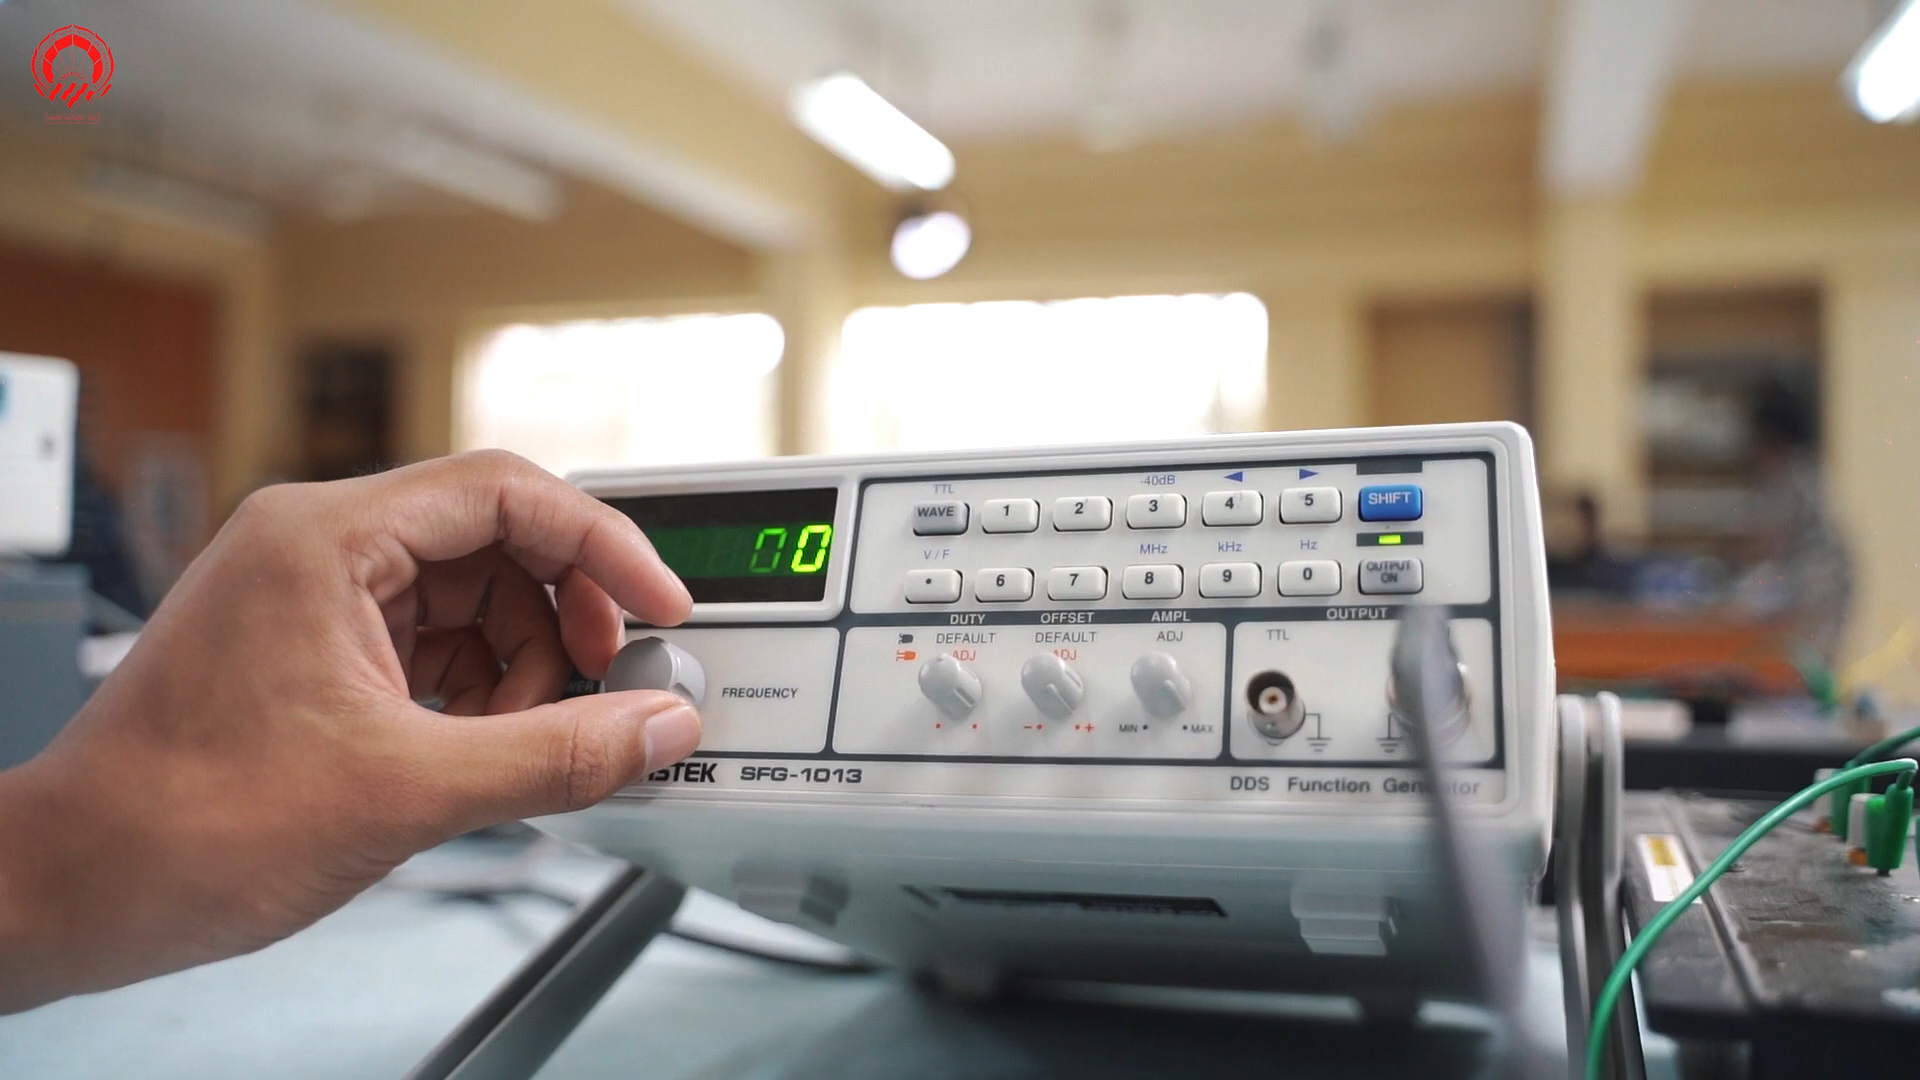 00
TTL
-40dB
WAVE 1 2 3 4 5 SHIFT
V / F MHz kHz Hz
• 6 7 8 9 0 OUTPUT ON
DUTY OFFSET AMPL OUTPUT
DEFAULT DEFAULT ADJ TTL
ADJ ADJ
FREQUENCY
MIN MAX
STEK SFG-1013
DDS Function Generator